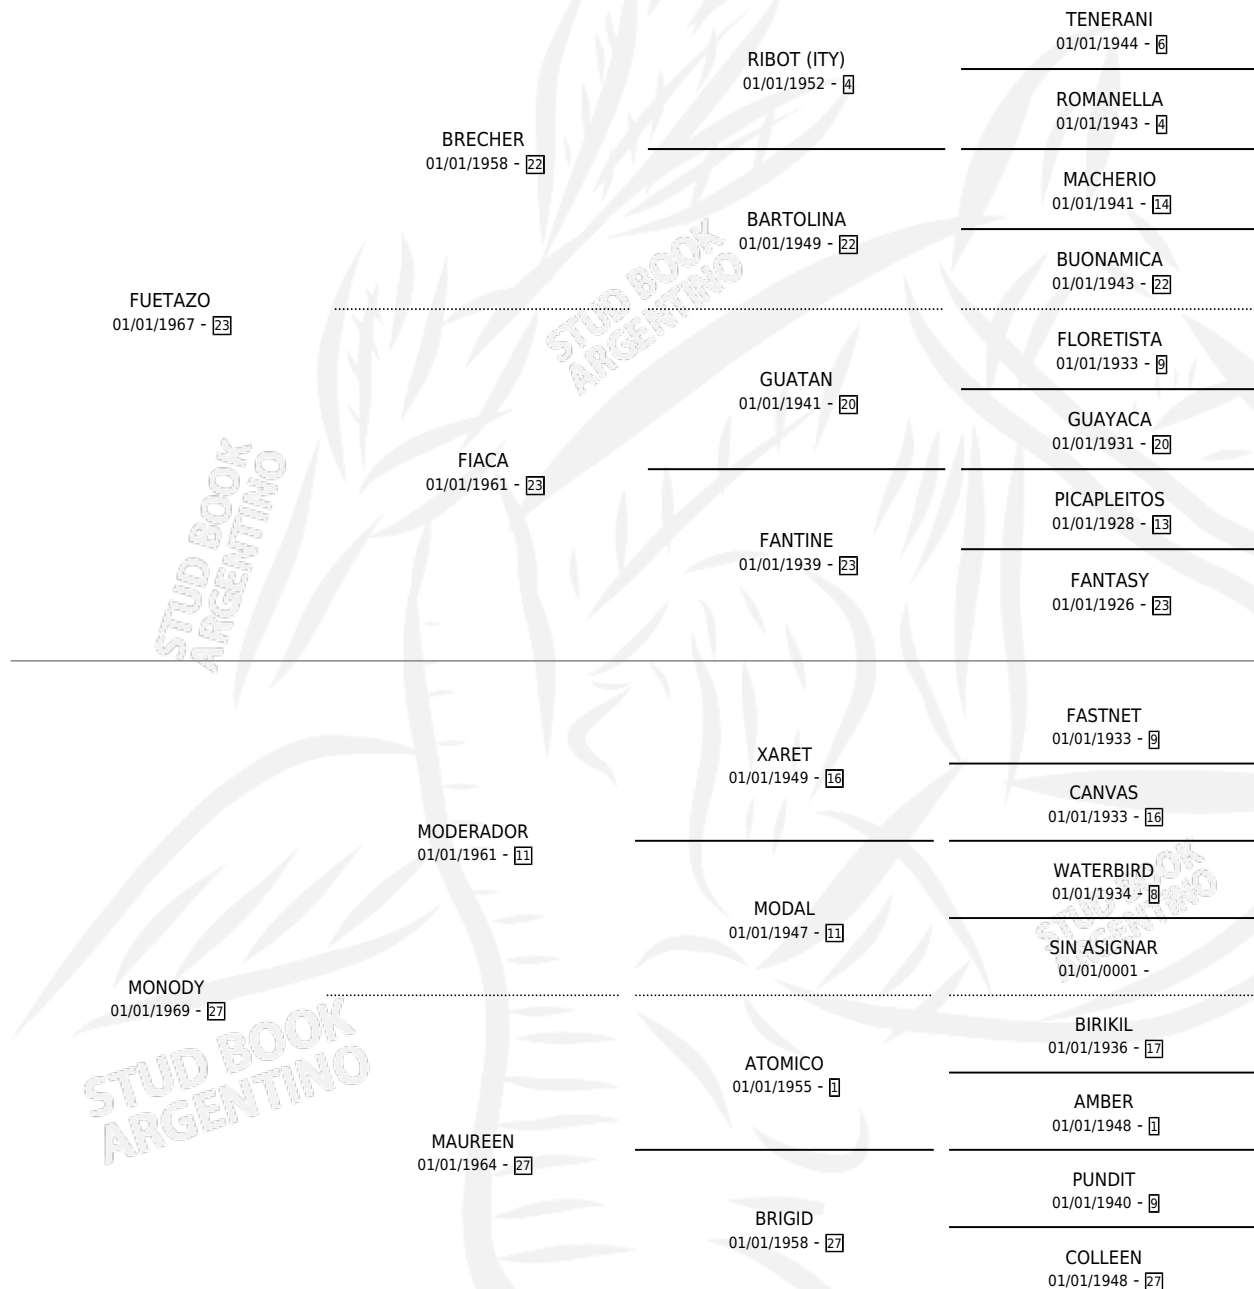 TENERANI
01/01/1944 - 6
RIBOT (ITY)
01/01/1952 - 4
ROMANELLA
01/01/1943 - 4
BRECHER
01/01/1958 - 22
MACHERIO
01/01/1941 - 14
BARTOLINA
01/01/1949 - 22
BUONAMICA
01/01/1943 - 22
FUETAZO
01/01/1967 - 23
FLORETISTA
01/01/1933 - 9
GUATAN
01/01/1941 - 20
GUAYACA
01/01/1931 - 20
FIACA
01/01/1961 - 23
PICAPLEITOS
01/01/1928 - 13
FANTINE
01/01/1939 - 23
FANTASY
01/01/1926 - 23
FASTNET
01/01/1933 - 9
XARET
01/01/1949 - 16
CANVAS
01/01/1933 - 16
MODERADOR
01/01/1961 - 11
WATERBIRD
01/01/1934 - 8
MODAL
01/01/1947 - 11
SIN ASIGNAR
01/01/0001 -
MONODY
01/01/1969 - 27
BIRIKIL
01/01/1936 - 17
ATOMICO
01/01/1955 - 1
AMBER
01/01/1948 - 1
MAUREEN
01/01/1964 - 27
PUNDIT
01/01/1940 - 9
BRIGID
01/01/1958 - 27
COLLEEN
01/01/1948 - 27
STUD BOOK
ARGENTINO
STUD BOOK
ARGENTINO
STUD BOOK
ARGENTINO
STUD BOOK
ARGENTINO